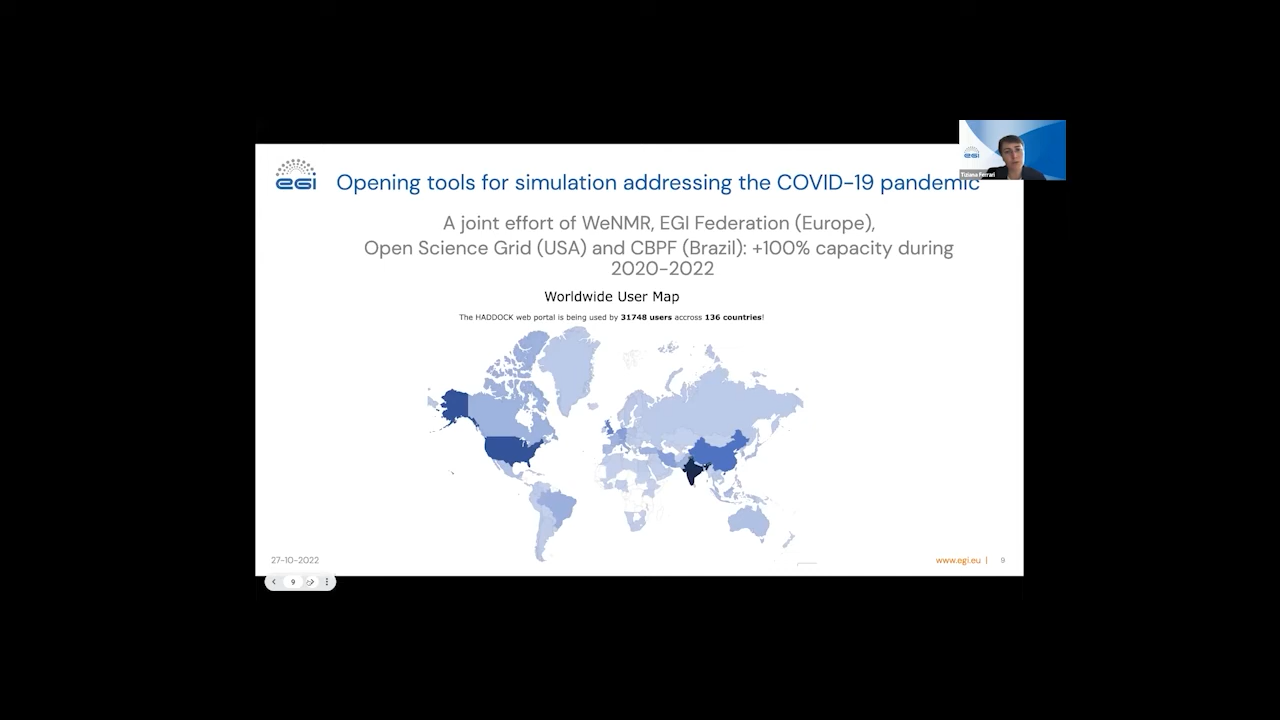 EGI
Opening tools for simulation addressing the COVID-19 pandemic
EGI
Tiziana Ferrari
A joint effort of WeNMR, EGI Federation (Europe),
Open Science Grid (USA) and CBPF (Brazil): +100% capacity during
2020-2022
Worldwide User Map
The HADDOCK web portal is being used by 31748 users accross 136 countries!
27-10-2022
www.egi.eu | 9
9